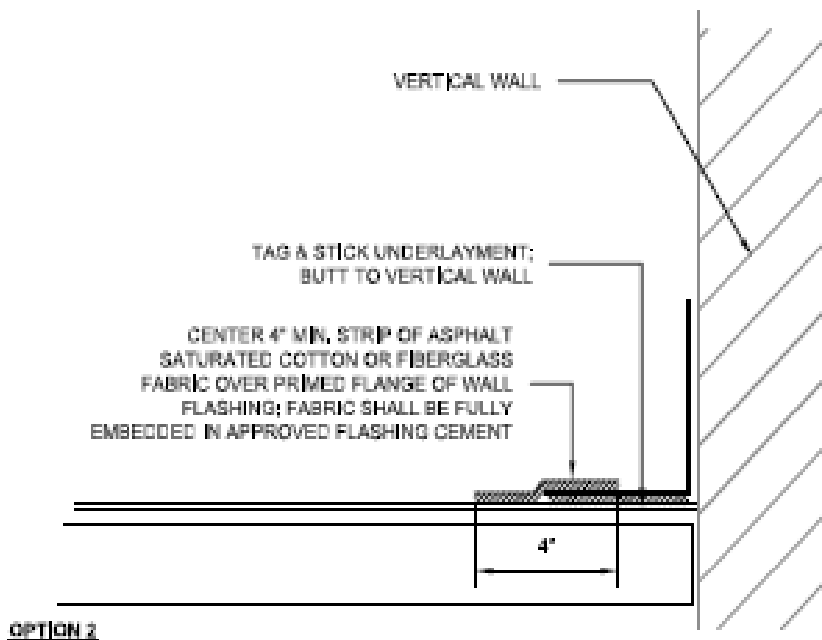 VERTICAL WALL
TAG & STICK UNDERLAYMENT;
BUTT TO VERTICAL WALL
CENTER 4" MIN. STRIP OF ASPHALT
SATURATED COTTON OR FIBERGLASS
FABRIC OVER PRIMED FLANGE OF WALL
FLASHING; FABRIC SHALL BE FULLY
EMBEDDED IN APPROVED FLASHING CEMENT
4"
OPTION 2